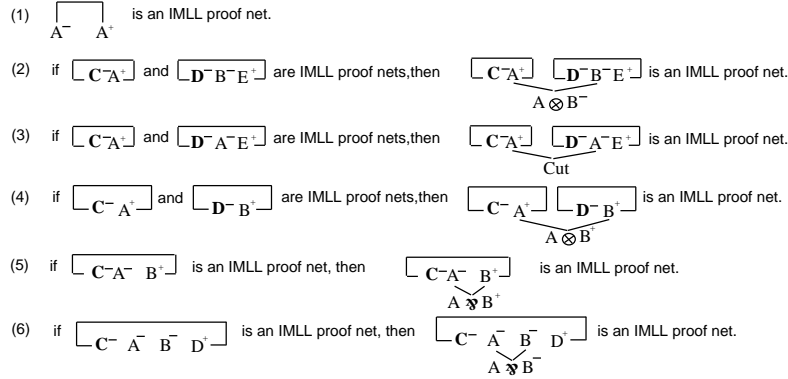 (1) A⁻ A⁺ is an IMLL proof net.
(2) if C⁻A⁺ and D⁻B⁻E⁺ are IMLL proof nets,then C⁻A⁺ D⁻B⁻E⁺ is an IMLL proof net.
A⊗B⁻
(3) if C⁻A⁺ and D⁻A⁻E⁺ are IMLL proof nets,then C⁻A⁺ D⁻A⁻E⁺ is an IMLL proof net.
Cut
(4) if C⁻ A⁺ and D⁻ B⁺ are IMLL proof nets,then C⁻ A⁺ D⁻ B⁺ is an IMLL proof net.
A⊗B⁺
(5) if C⁻A⁻ B⁺ is an IMLL proof net, then C⁻A⁻ B⁺ is an IMLL proof net.
A⅋B⁺
(6) if C⁻ A⁻ B⁻ D⁺ is an IMLL proof net, then C⁻ A⁻ B⁻ D⁺ is an IMLL proof net.
A⅋B⁻